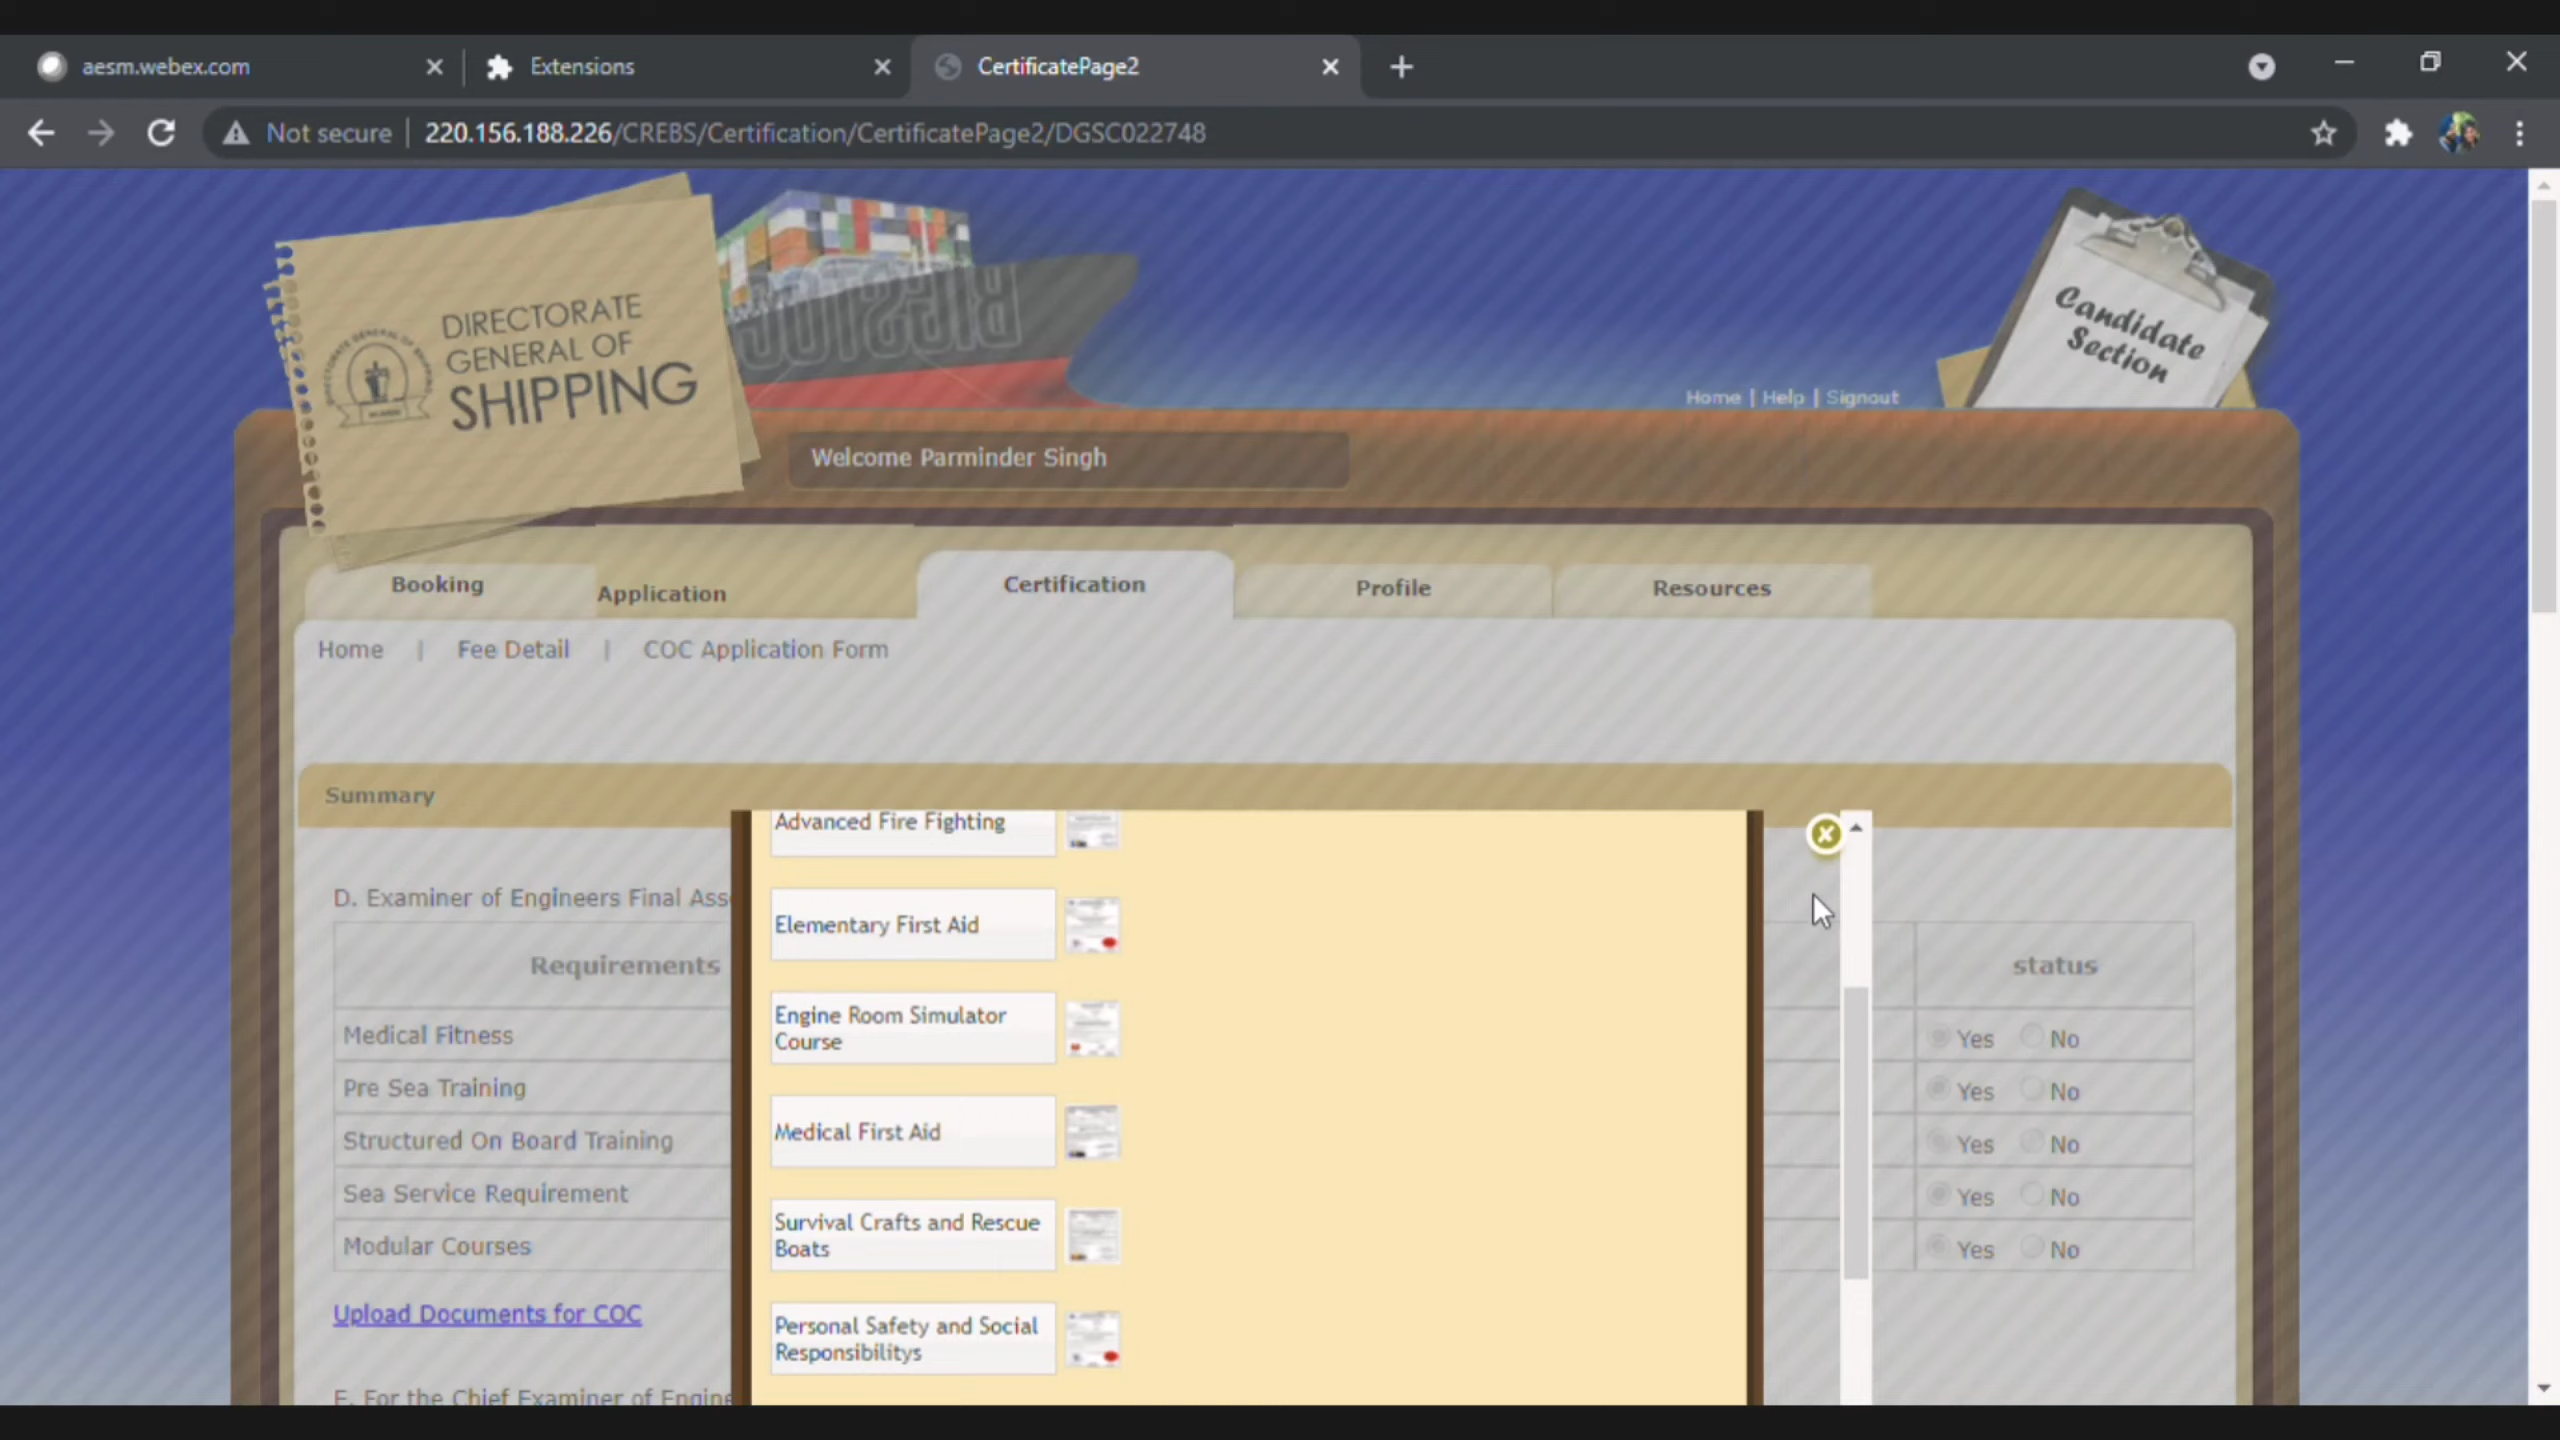 aesm.webex.com
Extensions
CertificatePage2
Not secure
220.156.188.226/CREBS/Certification/CertificatePage2/DGSC022748
DIRECTORATE
GENERAL OF
SHIPPING
Candidate
Section
Home | Help | Signout
Welcome Parminder Singh
Booking
Application
Certification
Profile
Resources
Home | Fee Detail | COC Application Form
Summary
D. Examiner of Engineers Final Ass
Requirements
status
Medical Fitness
Yes No
Pre Sea Training
Yes No
Structured On Board Training
Yes No
Sea Service Requirement
Yes No
Modular Courses
Yes No
Upload Documents for COC
E. For the Chief Examiner of Engine
Advanced Fire Fighting
Elementary First Aid
Engine Room Simulator
Course
Medical First Aid
Survival Crafts and Rescue
Boats
Personal Safety and Social
Responsibilitys